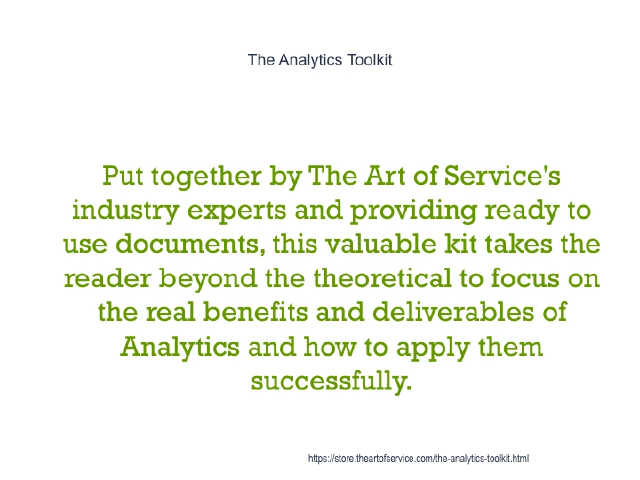 The Analytics Toolkit
Put together by The Art of Service's
industry experts and providing ready to
use documents, this valuable kit takes the
reader beyond the theoretical to focus on
the real benefits and deliverables of
Analytics and how to apply them
successfully.
https://store.theartofservice.com/the-analytics-toolkit.html